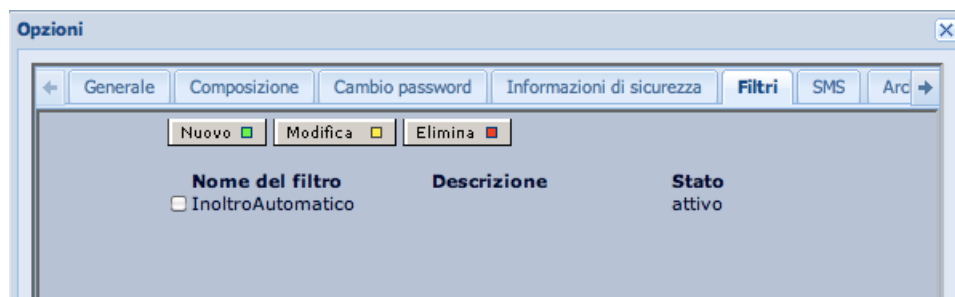 Opzioni
Generale Composizione Cambio password Informazioni di sicurezza Filtri SMS Arc
Nuovo Modifica Elimina
Nome del filtro Descrizione Stato
InoltroAutomatico attivo